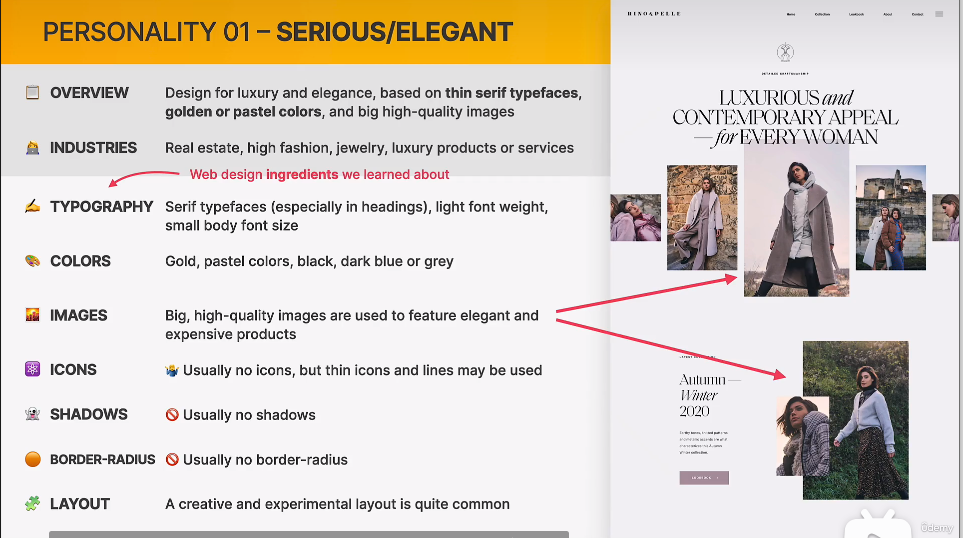 PERSONALITY 01 – SERIOUS/ELEGANT
OVERVIEW
Design for luxury and elegance, based on thin serif typefaces,
golden or pastel colors, and big high-quality images
INDUSTRIES
Real estate, high fashion, jewelry, luxury products or services
Web design ingredients we learned about
TYPOGRAPHY
Serif typefaces (especially in headings), light font weight,
small body font size
COLORS
Gold, pastel colors, black, dark blue or grey
IMAGES
Big, high-quality images are used to feature elegant and
expensive products
ICONS
Usually no icons, but thin icons and lines may be used
SHADOWS
Usually no shadows
BORDER-RADIUS
Usually no border-radius
LAYOUT
A creative and experimental layout is quite common
Home Collection Lookbook About Contact
LUXURIOUS and
CONTEMPORARY APPEAL
— for EVERY WOMAN
Autumn —
Winter
2020
LOOKBOOK
Udemy